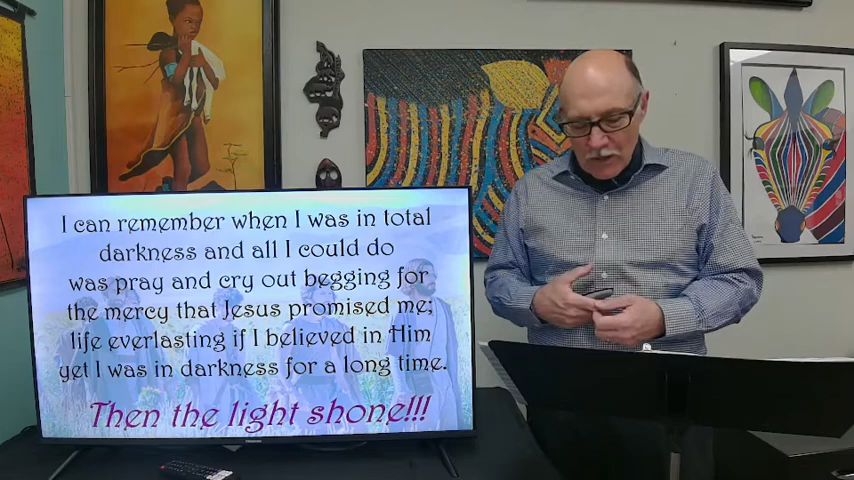 I can remember when I was in total
darkness and all I could do
was pray and cry out begging for
the mercy that Jesus promised me;
life everlasting if I believed in Him
yet I was in darkness for a long time.
Then the light shone!!!